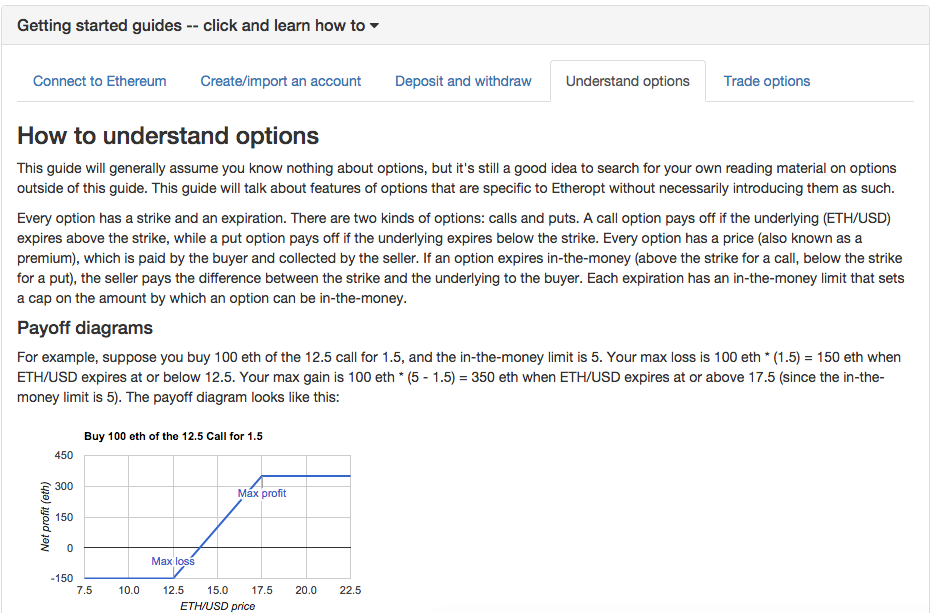 Getting started guides -- click and learn how to
Connect to Ethereum Create/import an account Deposit and withdraw Understand options Trade options
How to understand options
This guide will generally assume you know nothing about options, but it's still a good idea to search for your own reading material on options
outside of this guide. This guide will talk about features of options that are specific to Etheropt without necessarily introducing them as such.
Every option has a strike and an expiration. There are two kinds of options: calls and puts. A call option pays off if the underlying (ETH/USD)
expires above the strike, while a put option pays off if the underlying expires below the strike. Every option has a price (also known as a
premium), which is paid by the buyer and collected by the seller. If an option expires in-the-money (above the strike for a call, below the strike
for a put), the seller pays the difference between the strike and the underlying to the buyer. Each expiration has an in-the-money limit that sets
a cap on the amount by which an option can be in-the-money.
Payoff diagrams
For example, suppose you buy 100 eth of the 12.5 call for 1.5, and the in-the-money limit is 5. Your max loss is 100 eth * (1.5) = 150 eth when
ETH/USD expires at or below 12.5. Your max gain is 100 eth * (5 - 1.5) = 350 eth when ETH/USD expires at or above 17.5 (since the in-the-
money limit is 5). The payoff diagram looks like this:
Buy 100 eth of the 12.5 Call for 1.5
Net profit (eth)
450
300
150
0
-150
Max profit
Max loss
7.5 10.0 12.5 15.0 17.5 20.0 22.5
ETH/USD price